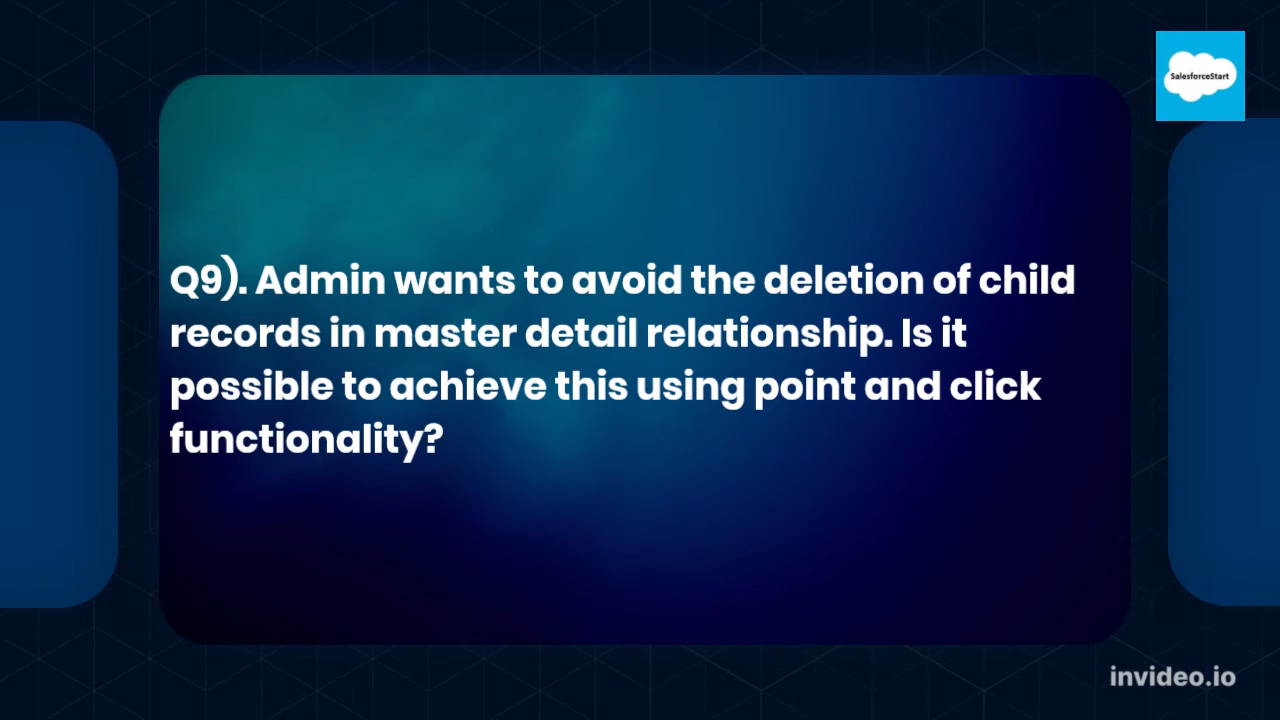 SalesforceStart
Q9). Admin wants to avoid the deletion of child
records in master detail relationship. Is it
possible to achieve this using point and click
functionality?
invideo.io